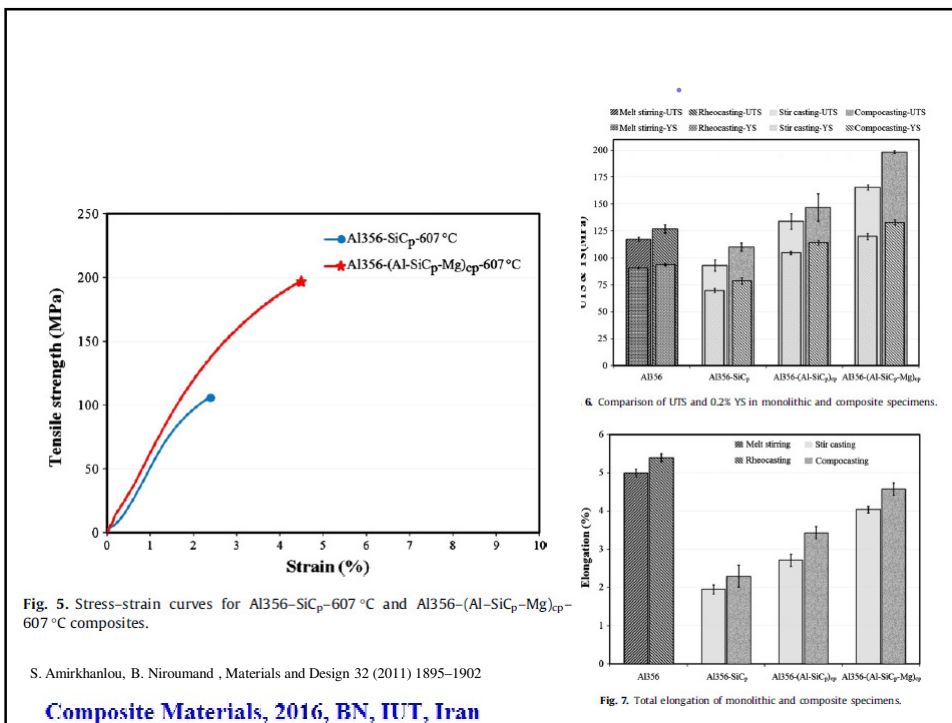 Melt stirring-UTS Rheocasting-UTS Stir casting-UTS Compocasting-UTS
Melt stirring-YS Rheocasting-YS Stir casting-YS Compocasting-YS
200
175
150
125
100
75
50
25
0
UTS & YS(MPa)
Al356 Al356-SiCp Al356-(Al-SiCp)cp Al356-(Al-SiCp-Mg)cp
6. Comparison of UTS and 0.2% YS in monolithic and composite specimens.
250
200
150
100
50
0
Tensile strength (MPa)
Al356-SiCp-607 °C
Al356-(Al-SiCp-Mg)cp-607 °C
0 1 2 3 4 5 6 7 8 9 10
Strain (%)
Fig. 5. Stress–strain curves for Al356–SiCp–607 °C and Al356–(Al–SiCp–Mg)cp–
607 °C composites.
6
5
4
3
2
1
0
Elongation (%)
Melt stirring Stir casting
Rheocasting Compocasting
Al356 Al356-SiCp Al356-(Al-SiCp)cp Al356-(Al-SiCp-Mg)cp
Fig. 7. Total elongation of monolithic and composite specimens.
S. Amirkhanlou, B. Niroumand , Materials and Design 32 (2011) 1895–1902
Composite Materials, 2016, BN, IUT, Iran